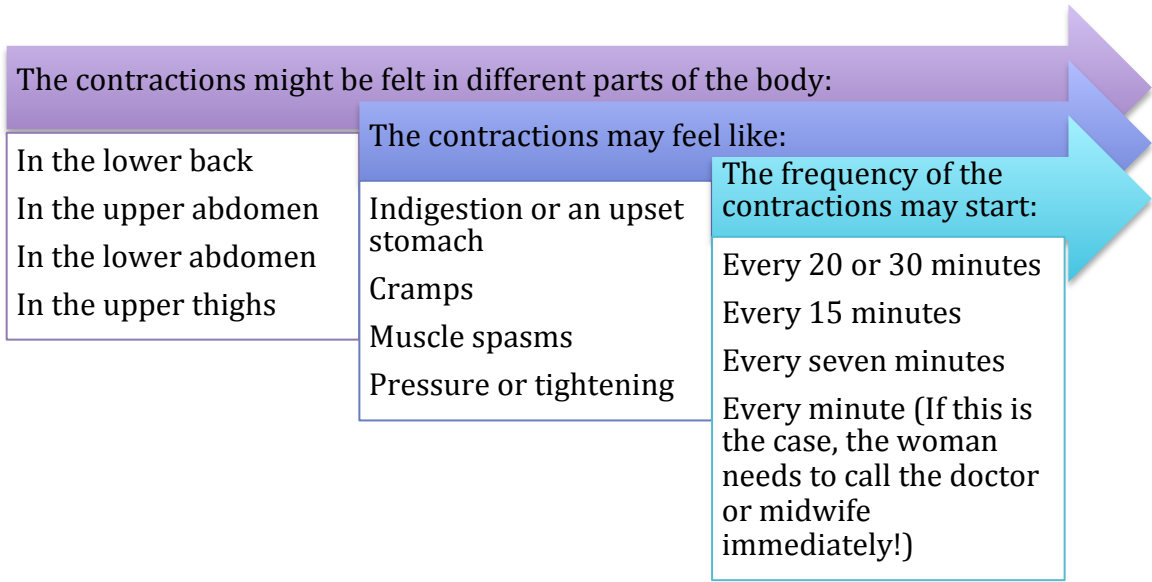 The contractions might be felt in different parts of the body:
In the lower back
In the upper abdomen
In the lower abdomen
In the upper thighs
The contractions may feel like:
Indigestion or an upset
stomach
Cramps
Muscle spasms
Pressure or tightening
The frequency of the
contractions may start:
Every 20 or 30 minutes
Every 15 minutes
Every seven minutes
Every minute (If this is
the case, the woman
needs to call the doctor
or midwife
immediately!)